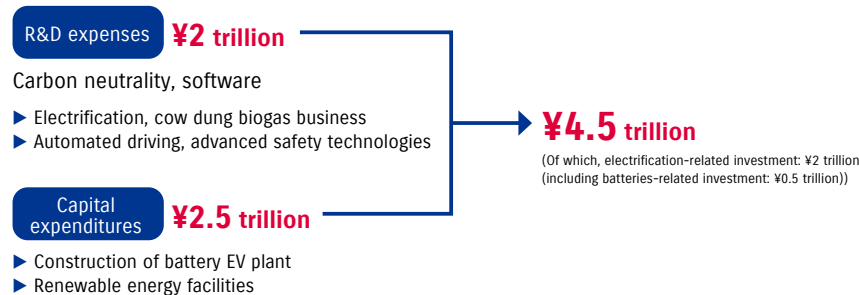 R&D expenses
¥2 trillion
Carbon neutrality, software
▶ Electrification, cow dung biogas business
▶ Automated driving, advanced safety technologies
Capital
expenditures
¥2.5 trillion
▶ Construction of battery EV plant
▶ Renewable energy facilities
¥4.5 trillion
(Of which, electrification-related investment: ¥2 trillion
(including batteries-related investment: ¥0.5 trillion))